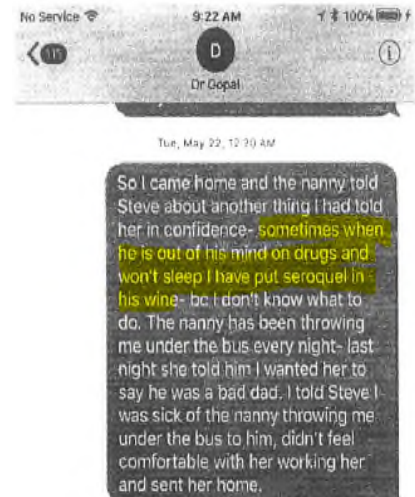 No Service 9:22 AM 100%
D
Dr Gopal
Tue, May 22, 12:20 AM
So I came home and the nanny told
Steve about another thing I had told
her in confidence- sometimes when
he is out of his mind on drugs and
won't sleep I have put seroquel in
his wine- bc I don't know what to
do. The nanny has been throwing
me under the bus every night- last
night she told him I wanted her to
say he was a bad dad. I told Steve I
was sick of the nanny throwing me
under the bus to him, didn't feel
comfortable with her working her
and sent her home.